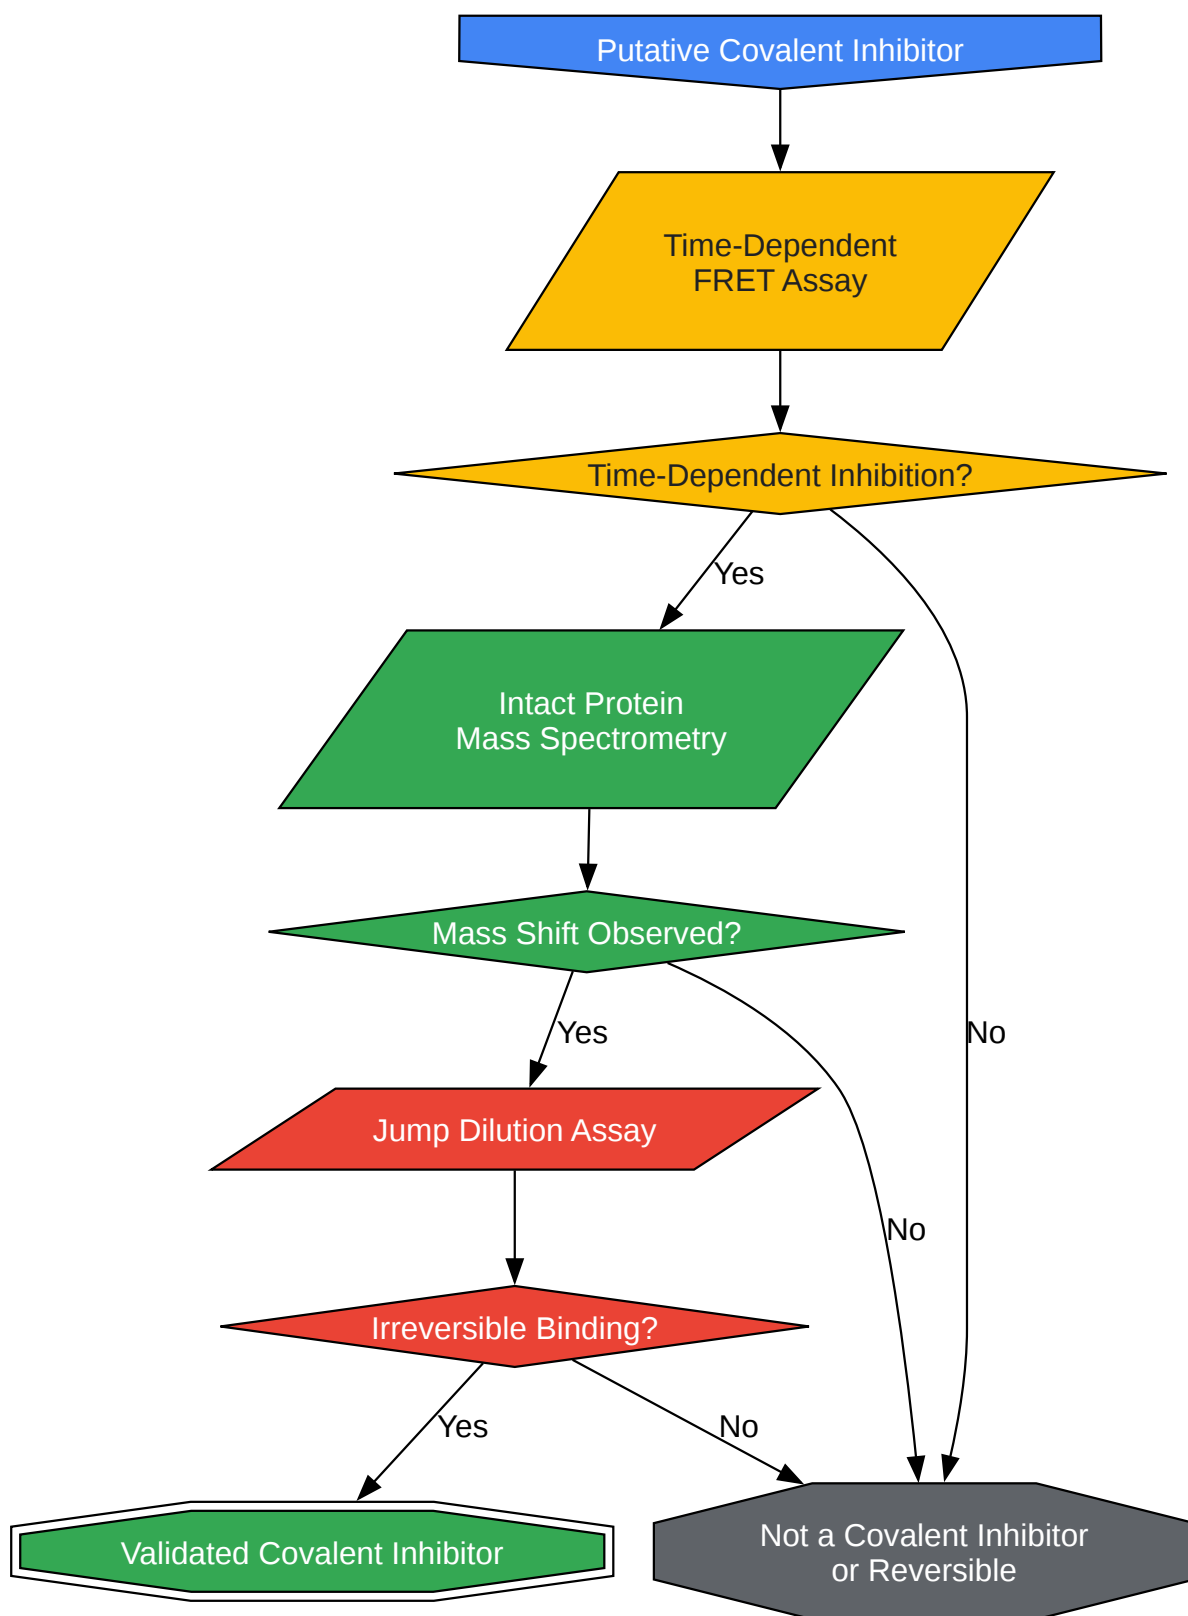 Putative Covalent Inhibitor
Time-Dependent
FRET Assay
Time-Dependent Inhibition?
Yes
Intact Protein
Mass Spectrometry
Mass Shift Observed?
Yes
No
Jump Dilution Assay
No
Irreversible Binding?
Yes
No
Validated Covalent Inhibitor
Not a Covalent Inhibitor
or Reversible